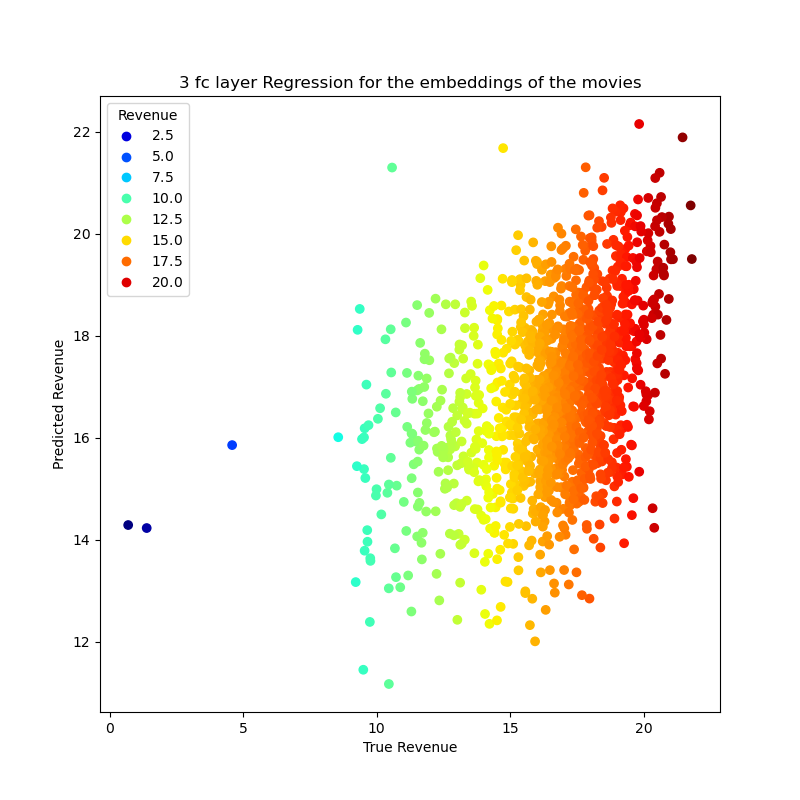 3 fc layer Regression for the embeddings of the movies
Revenue
2.5
5.0
7.5
10.0
12.5
15.0
17.5
20.0
22
20
18
16
14
12
Predicted Revenue
0 5 10 15 20
True Revenue